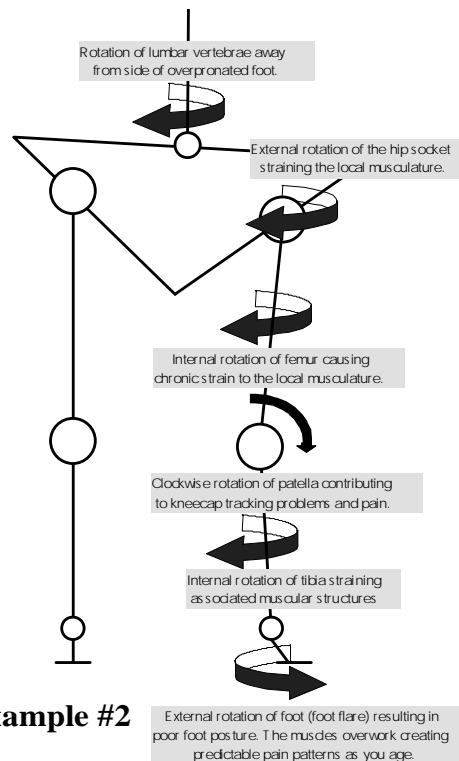 Rotation of lumbar vertebrae away
from side of overpronated foot.
External rotation of the hip socket
straining the local musculature.
Internal rotation of femur causing
chronic strain to the local musculature.
Clockwise rotation of patella contributing
to kneecap tracking problems and pain.
Internal rotation of tibia straining
associated muscular structures
xample #2
External rotation of foot (foot flare) resulting in
poor foot posture. The muscles overwork creating
predictable pain patterns as you age.